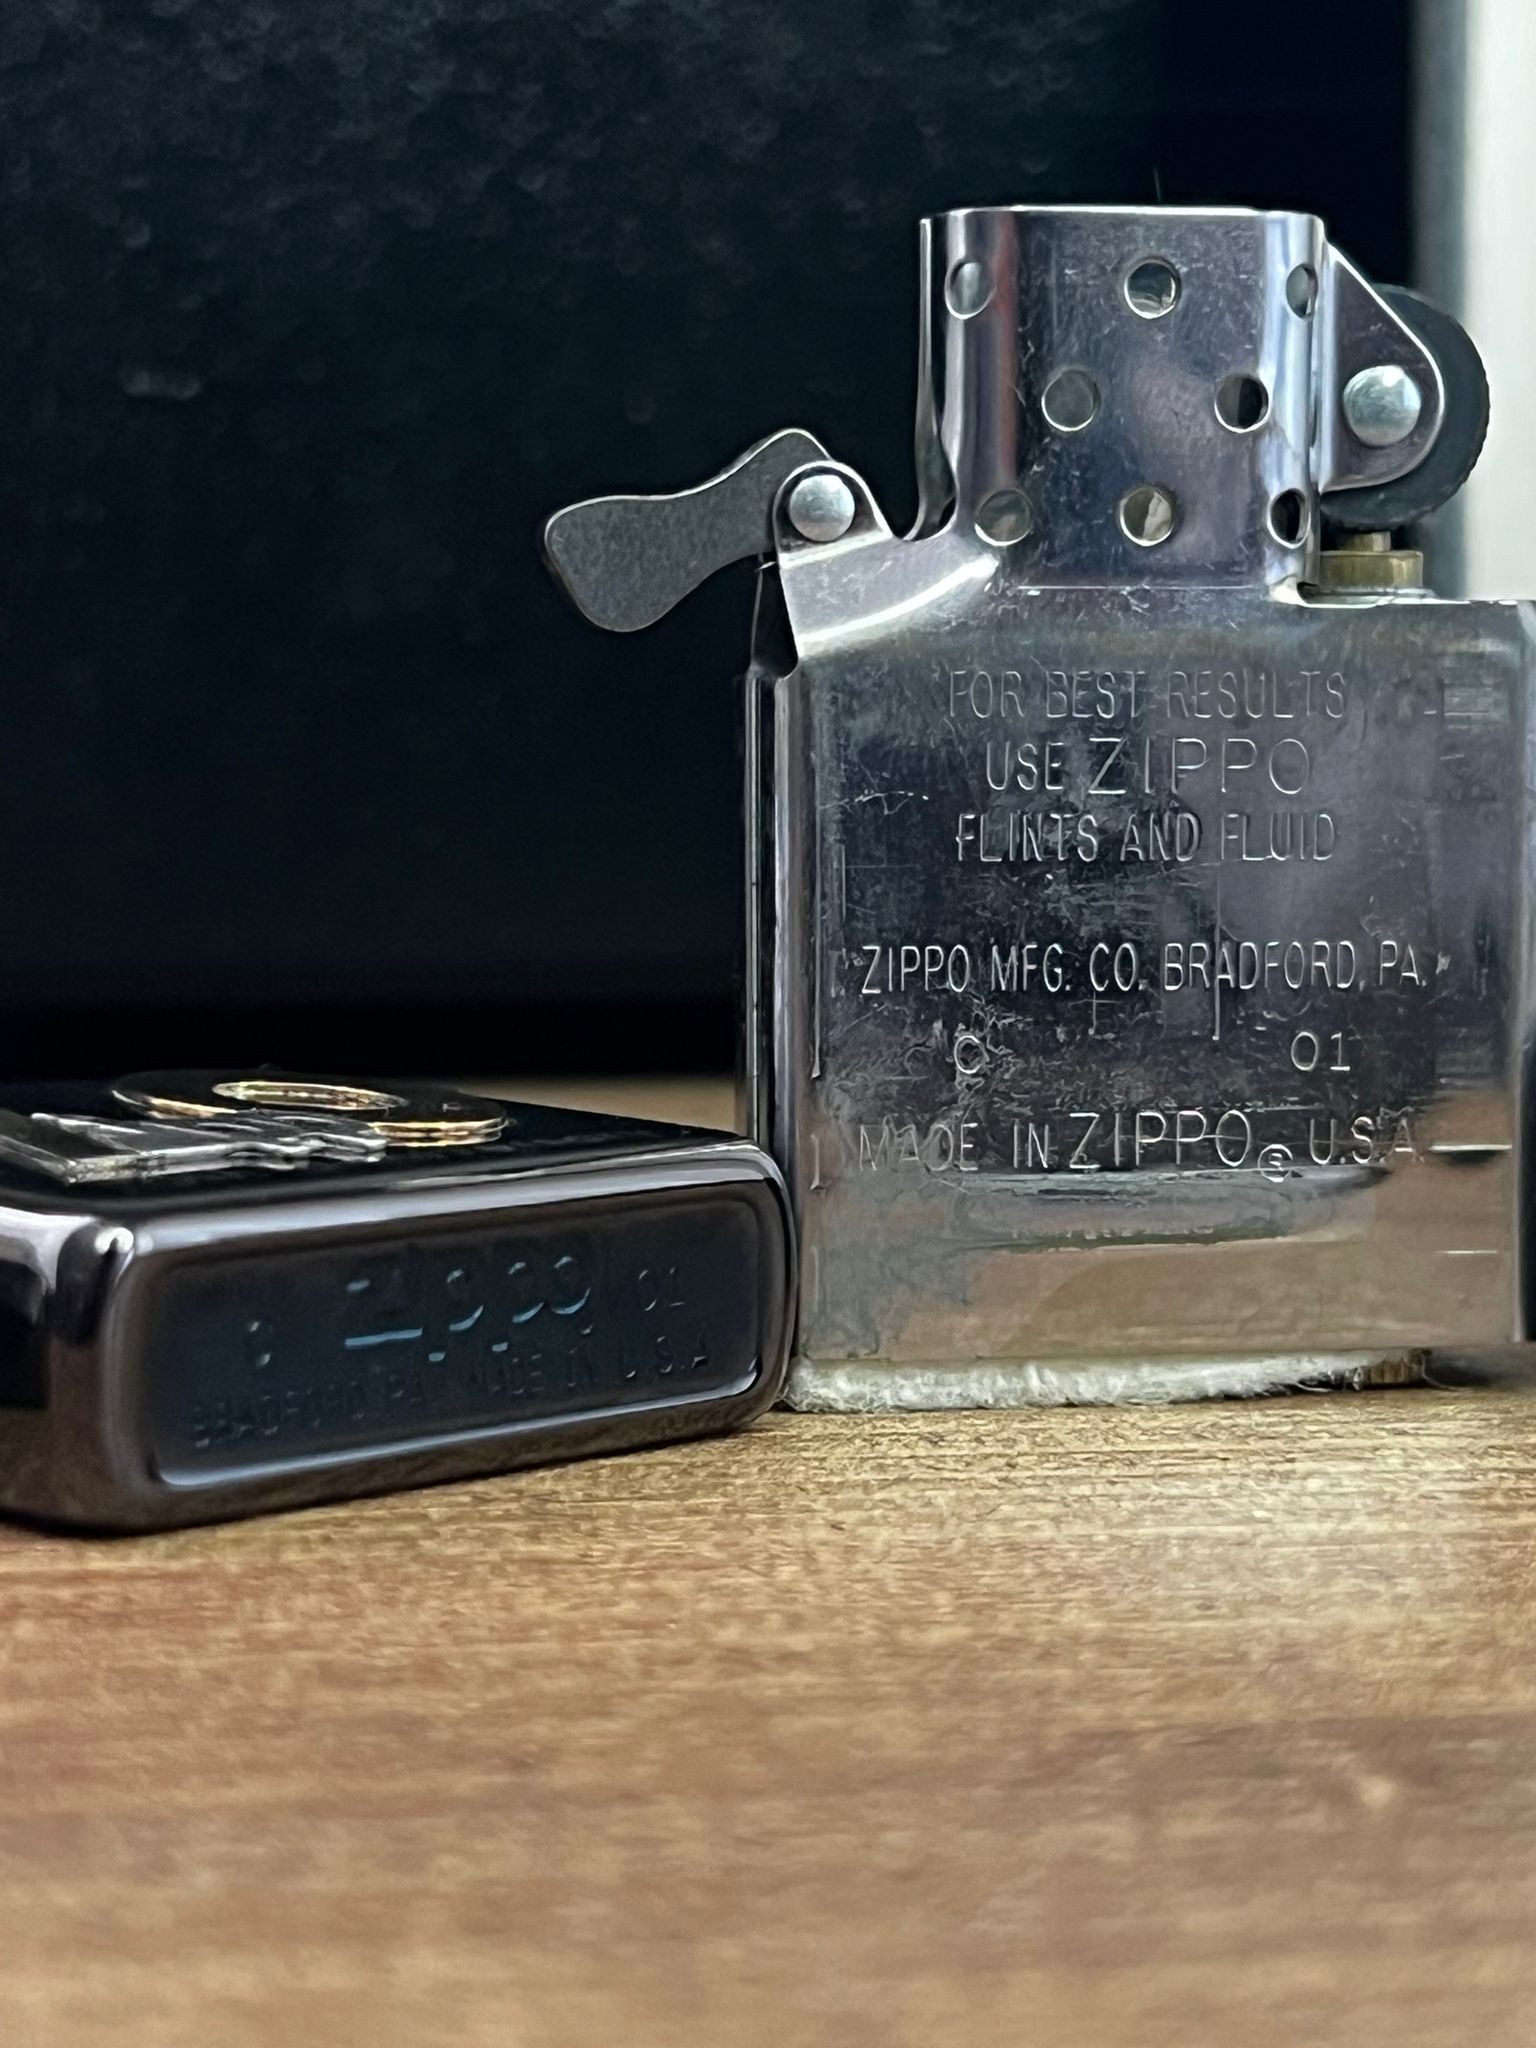 FOR BEST RESULTS
USE ZIPPO
FLINTS AND FLUID
ZIPPO MFG. CO. BRADFORD, PA.
C 01
MADE IN ZIPPO® U.S.A.
Zippo 01
BRADFORD PA. MADE IN U.S.A